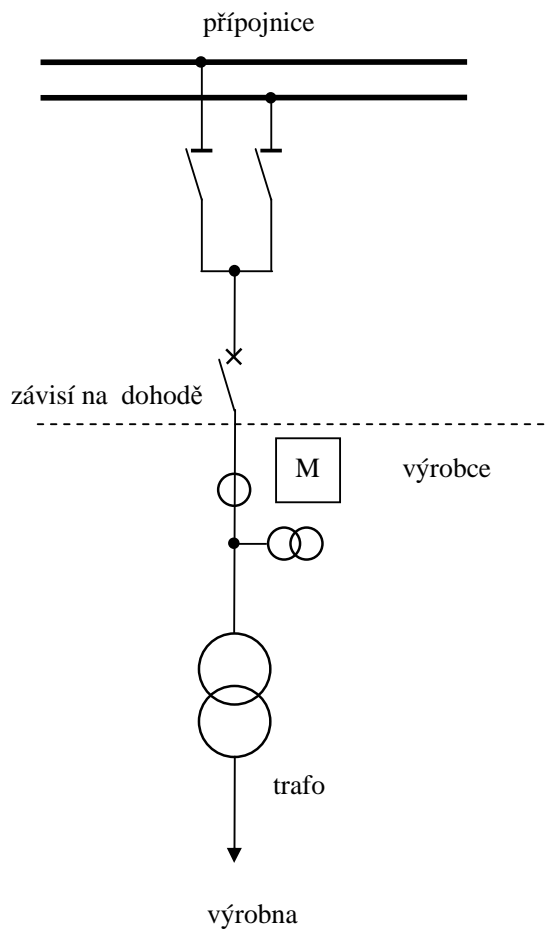 přípojnice
závisí na  dohodě
M
výrobce
trafo
výrobna